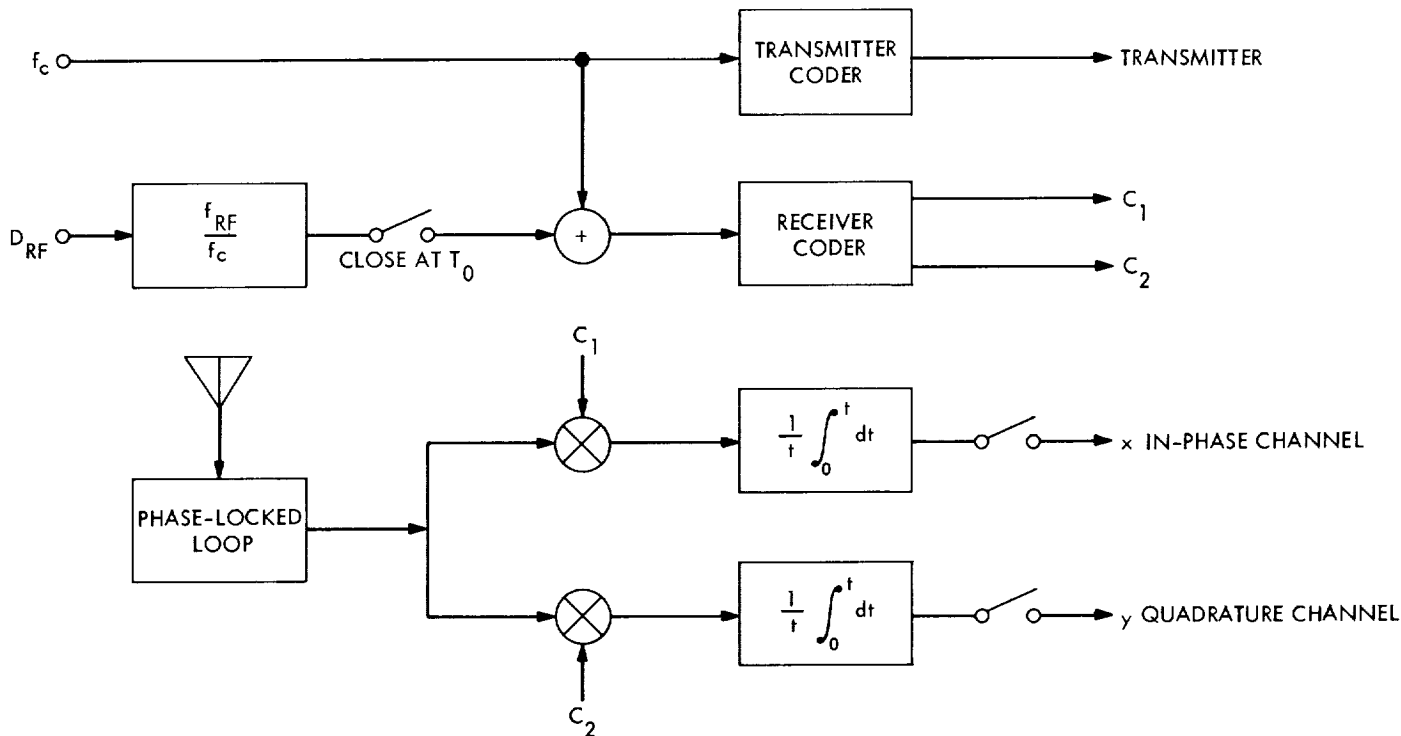 f_c
TRANSMITTER
CODER
TRANSMITTER
D_RF
f_RF
f_c
CLOSE AT T_0
+
RECEIVER
CODER
C_1
C_2
C_1
PHASE-LOCKED
LOOP
1/t ∫_0^t dt
x IN-PHASE CHANNEL
1/t ∫_0^t dt
y QUADRATURE CHANNEL
C_2